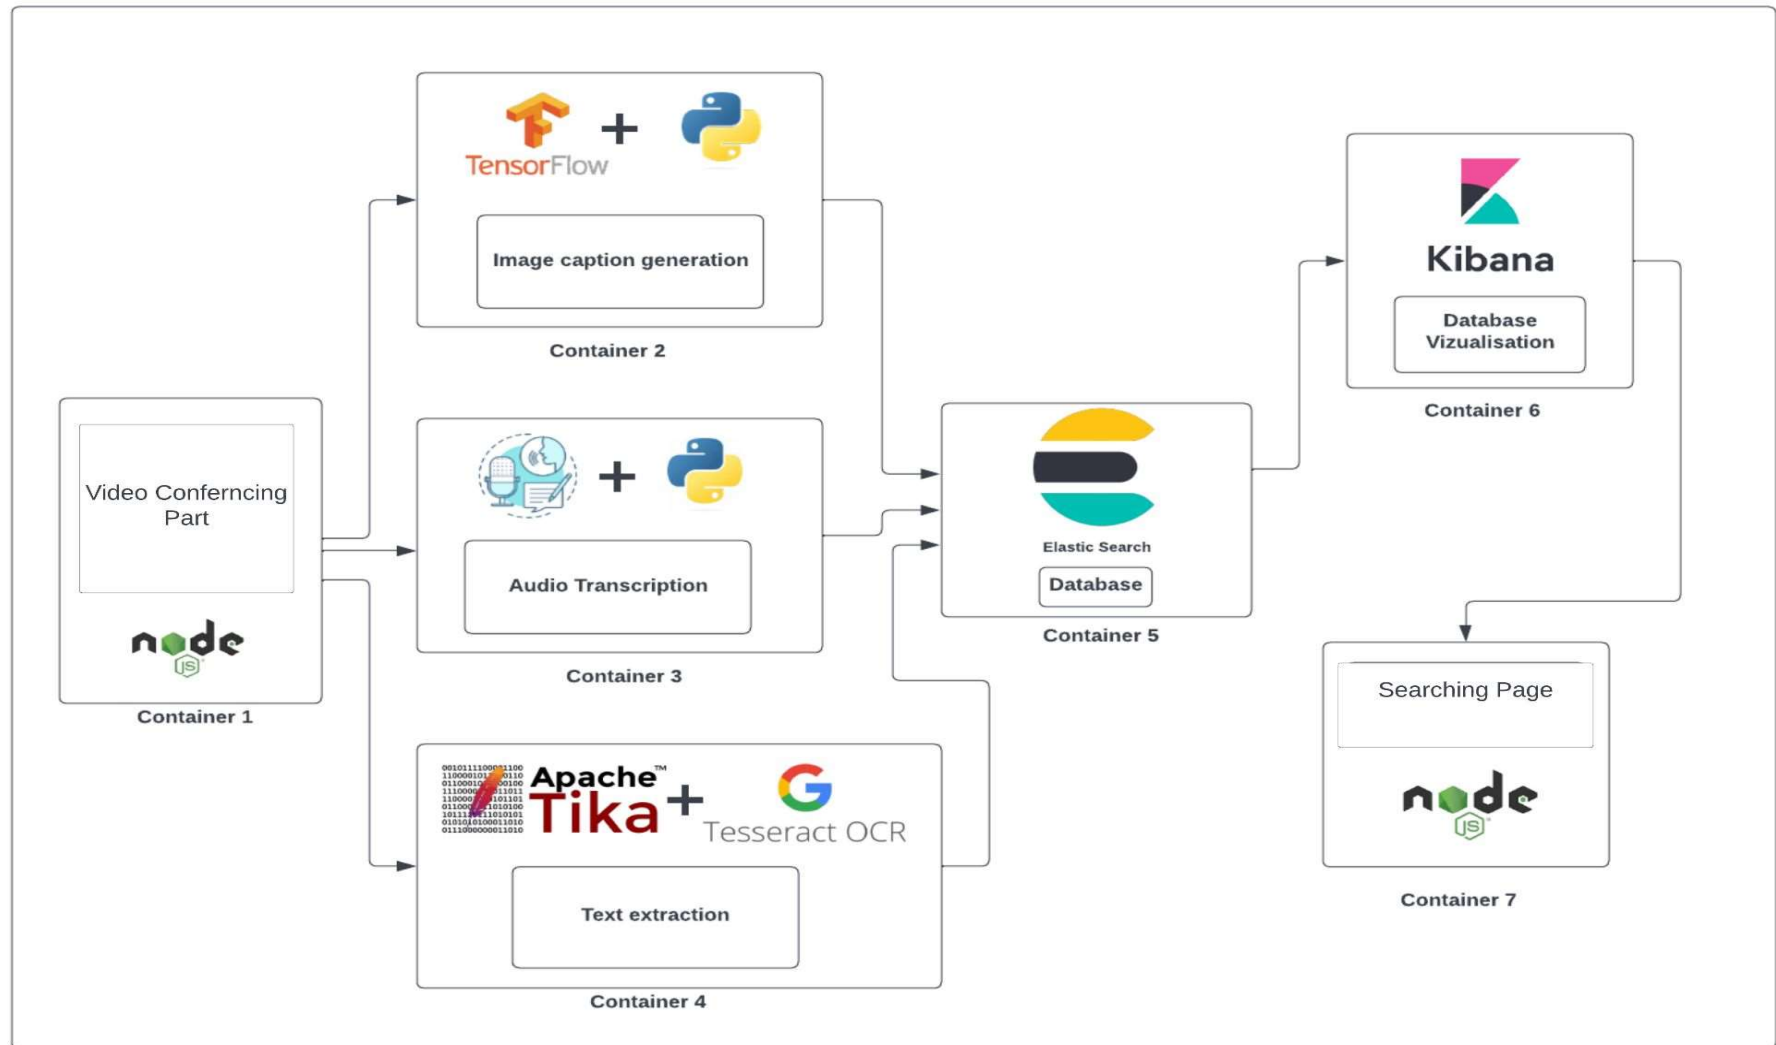 TensorFlow
Image caption generation
Container 2
Video Conferncing
Part
node
JS
Container 1
Audio Transcription
Container 3
Apache™
Tika
Tesseract OCR
Text extraction
Container 4
Elastic Search
Database
Container 5
Kibana
Database
Vizualisation
Container 6
Searching Page
node
JS
Container 7